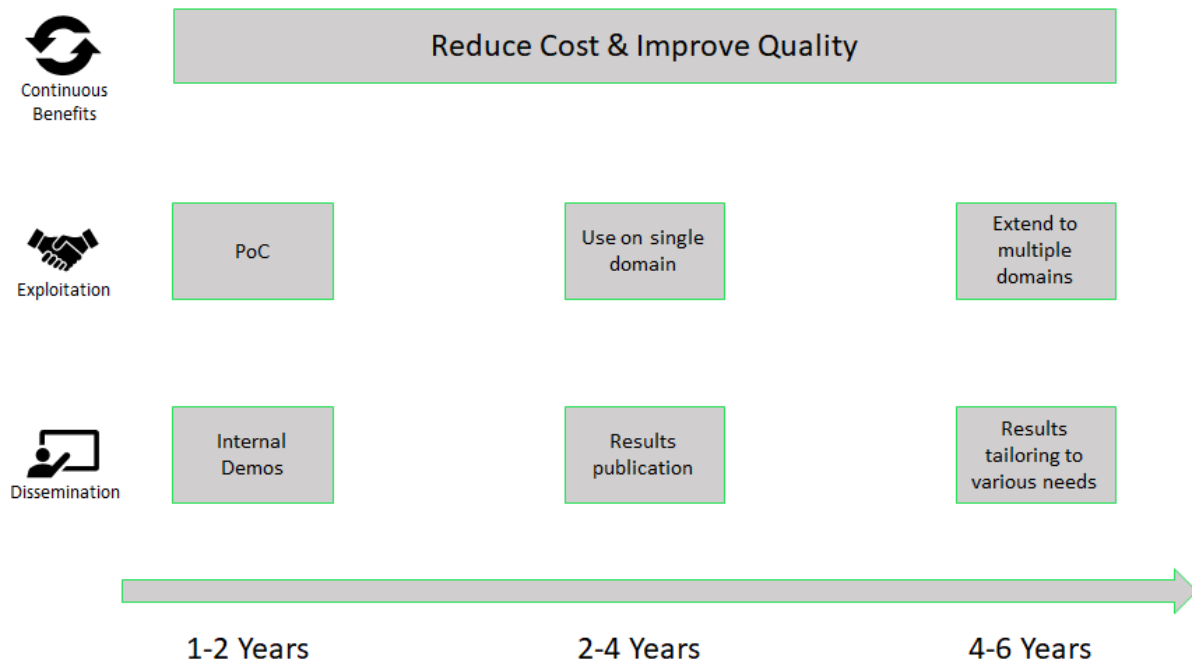 Reduce Cost & Improve Quality
Continuous
Benefits
PoC
Use on single
domain
Extend to
multiple
domains
Exploitation
Internal
Demos
Results
publication
Results
tailoring to
various needs
Dissemination
1-2 Years
2-4 Years
4-6 Years